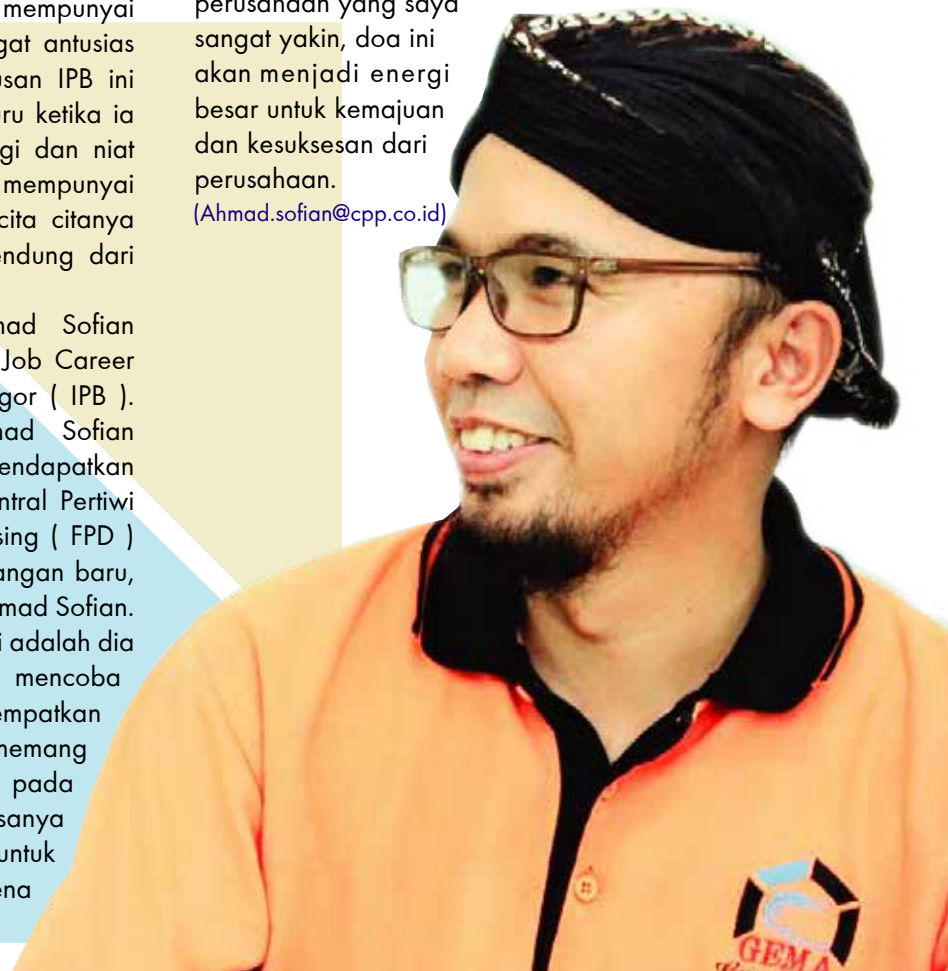 mempunyai
gat antusias
usan IPB ini
ru ketika ia
gi dan niat
mempunyai
cita citanya
endung dari
mad Sofian
Job Career
gor ( IPB ).
mad Sofian
endapatkan
ntral Pertiwi
sing ( FPD )
angan baru,
mad Sofian.
i adalah dia
mencoba
empatkan
memang
pada
sanya
untuk
ena
perusahaan yang saya
sangat yakin, doa ini
akan menjadi energi
besar untuk kemajuan
dan kesuksesan dari
perusahaan.
(Ahmad.sofian@cpp.co.id)
GEMA